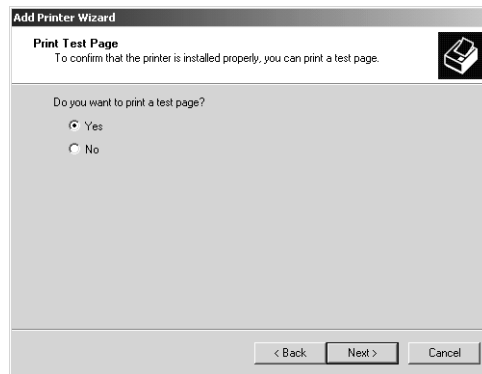 Add Printer Wizard
Print Test Page
To confirm that the printer is installed properly, you can print a test page.
Do you want to print a test page?
Yes
No
< Back
Next >
Cancel